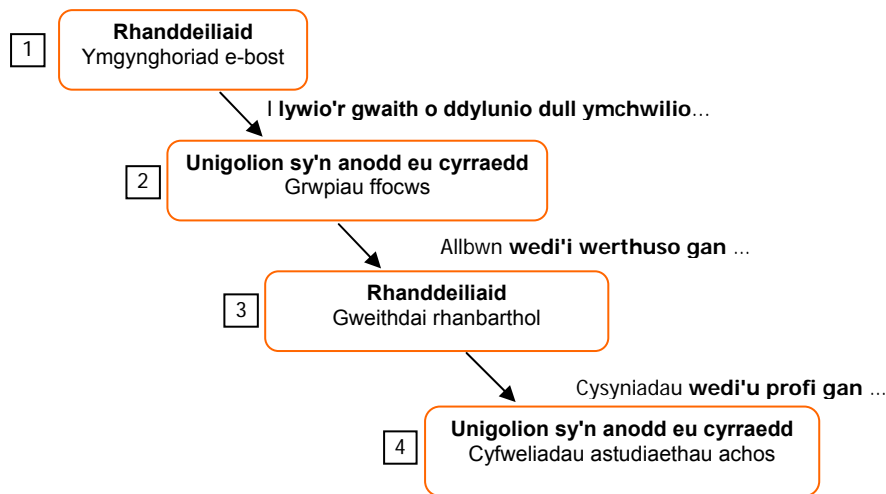 1
Rhanddeiliaid
Ymgynghoriad e-bost
I lywio'r gwaith o ddylunio dull ymchwilio...
2
Unigolion sy'n anodd eu cyrraedd
Grwpiau ffocws
Allbwn wedi'i werthuso gan ...
3
Rhanddeiliaid
Gweithdai rhanbarthol
Cysyniadau wedi'u profi gan ...
4
Unigolion sy'n anodd eu cyrraedd
Cyfweliadau astudiaethau achos